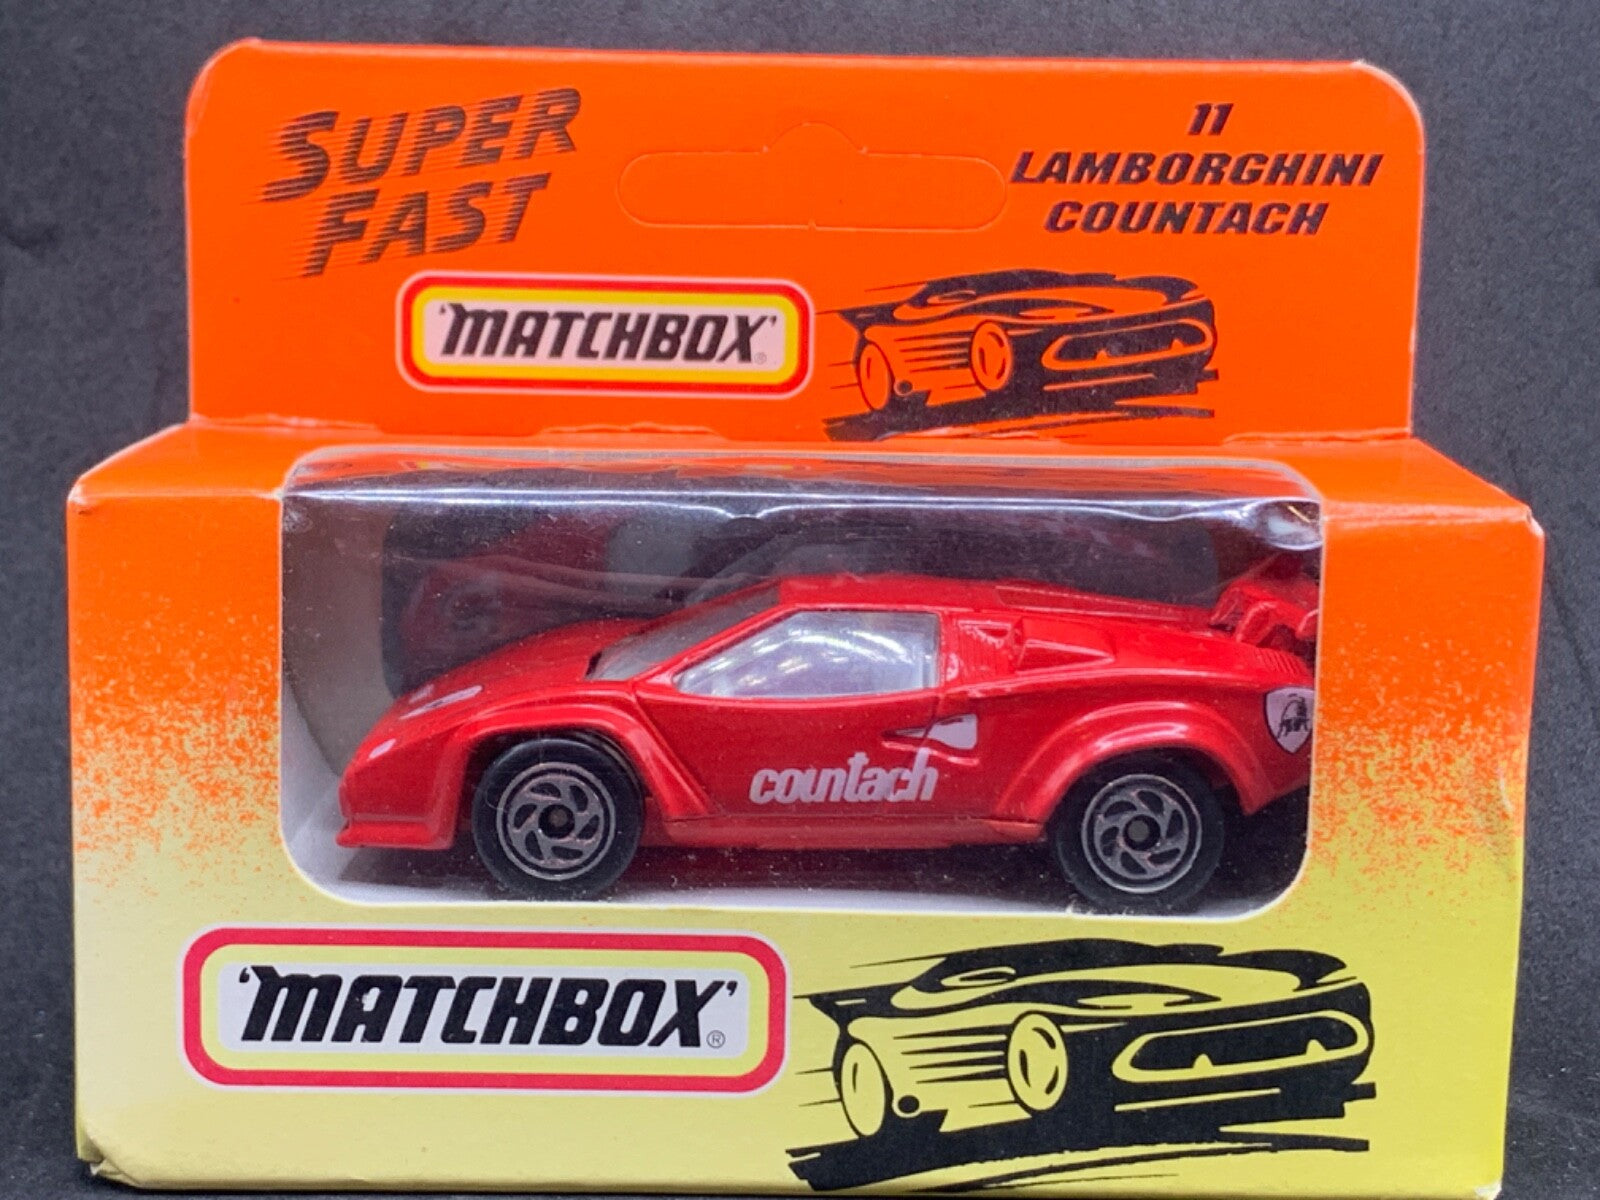 SUPER
FAST
11
LAMBORGHINI
COUNTACH
'MATCHBOX'®
countach
'MATCHBOX'®